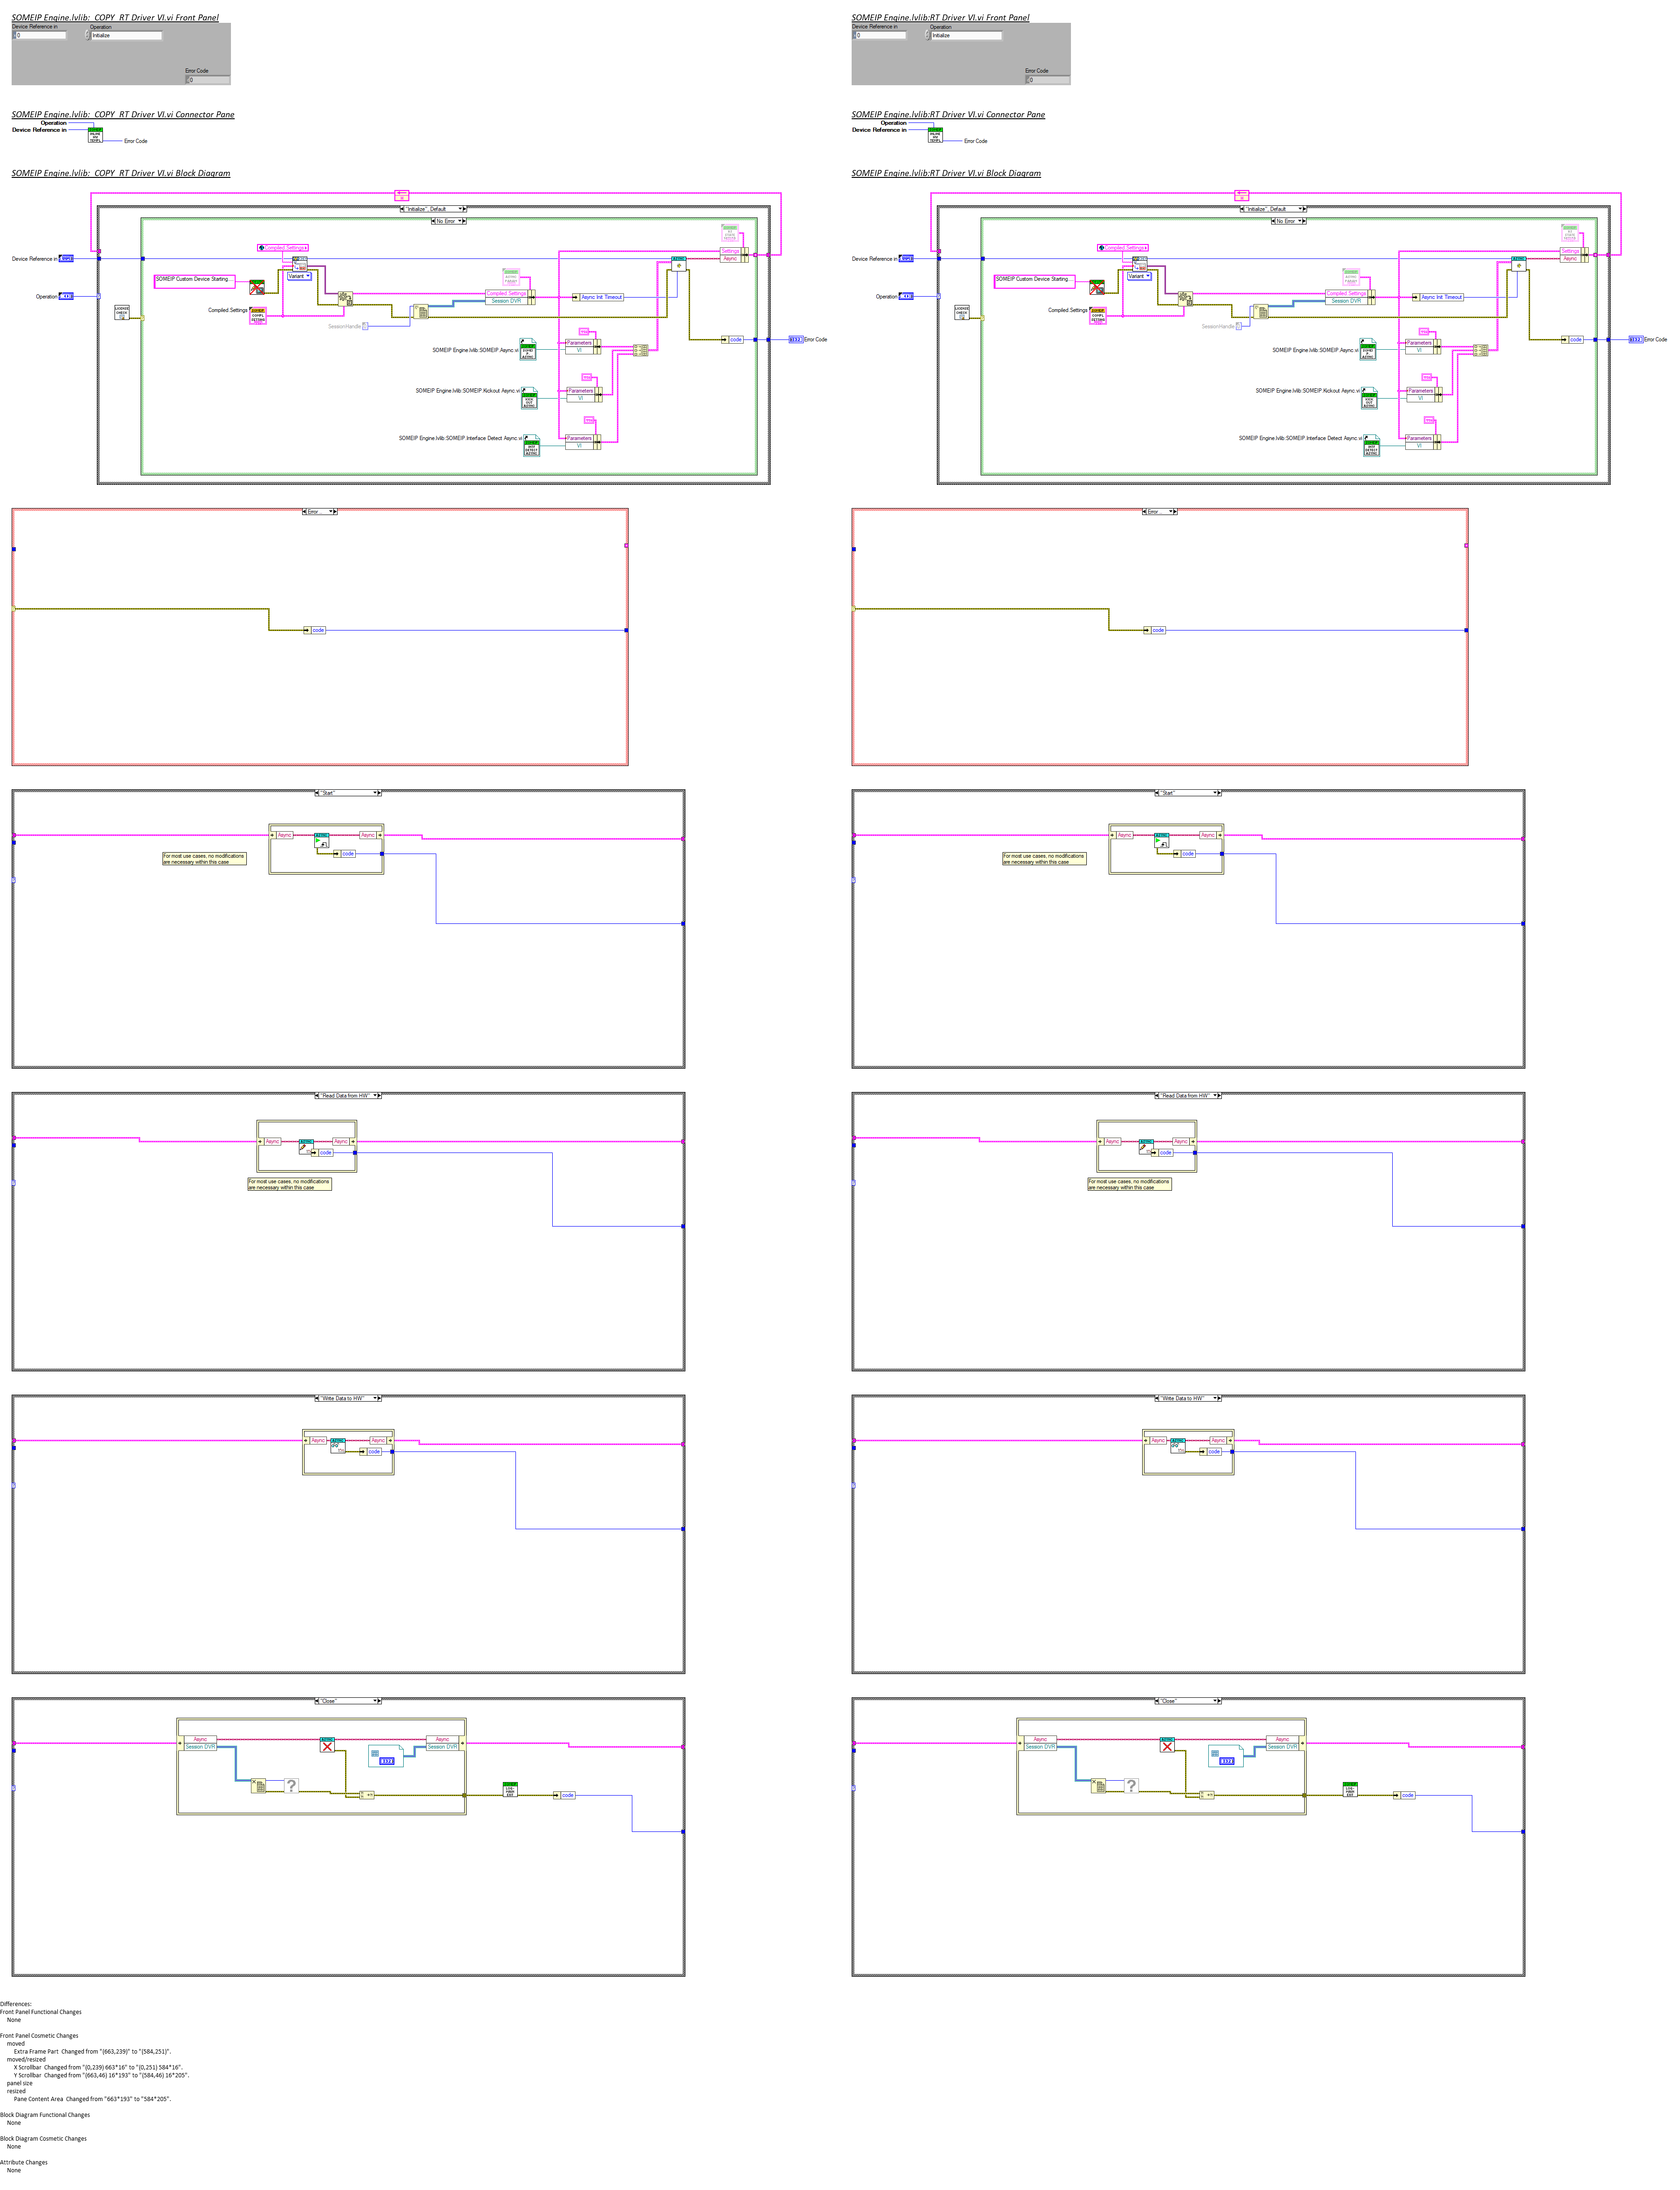 SOMEIP Engine.lvlib:  COPY  RT Driver VI.vi Front Panel
Device Reference in
Operation
0
Initialize
Error Code
0
SOMEIP Engine.lvlib:  COPY  RT Driver VI.vi Connector Pane
Operation
Device Reference in
Error Code
SOMEIP Engine.lvlib:  COPY  RT Driver VI.vi Block Diagram
"Initialize", Default
No Error
Compiled Settings
Settings
Async
Device Reference in
SOMEIP Custom Device Starting...
Variant
Compiled Settings
Session DVR
Async Init Timeout
Operation
LICENSE
CHECK
Compiled Settings
SessionHandle
code
Error Code
SOMEIP Engine.lvlib:SOMEIP Async.vi
Parameters
VI
SOMEIP Engine.lvlib:SOMEIP Kickout Async.vi
Parameters
VI
SOMEIP Engine.lvlib:SOMEIP Interface Detect Async.vi
Parameters
VI
Error
code
"Start"
Async
Async
code
For most use cases, no modifications
are necessary within this case
"Read Data from HW"
Async
Async
code
For most use cases, no modifications
are necessary within this case
"Write Data to HW"
Async
Async
code
"Close"
Async
Session DVR
Async
Session DVR
?
code
SOMEIP Engine.lvlib:RT Driver VI.vi Front Panel
Device Reference in
Operation
0
Initialize
Error Code
0
SOMEIP Engine.lvlib:RT Driver VI.vi Connector Pane
Operation
Device Reference in
Error Code
SOMEIP Engine.lvlib:RT Driver VI.vi Block Diagram
"Initialize", Default
No Error
Compiled Settings
Settings
Async
Device Reference in
SOMEIP Custom Device Starting...
Variant
Compiled Settings
Session DVR
Async Init Timeout
Operation
LICENSE
CHECK
Compiled Settings
SessionHandle
code
Error Code
SOMEIP Engine.lvlib:SOMEIP Async.vi
Parameters
VI
SOMEIP Engine.lvlib:SOMEIP Kickout Async.vi
Parameters
VI
SOMEIP Engine.lvlib:SOMEIP Interface Detect Async.vi
Parameters
VI
Error
code
"Start"
Async
Async
code
For most use cases, no modifications
are necessary within this case
"Read Data from HW"
Async
Async
code
For most use cases, no modifications
are necessary within this case
"Write Data to HW"
Async
Async
code
"Close"
Async
Session DVR
Async
Session DVR
?
code
Differences:
Front Panel Functional Changes
None
Front Panel Cosmetic Changes
moved
Extra Frame Part  Changed from "(663,239)" to "(584,251)".
moved/resized
X Scrollbar  Changed from "(0,239) 663*16" to "(0,251) 584*16".
Y Scrollbar  Changed from "(663,46) 16*193" to "(584,46) 16*205".
panel size
resized
Pane Content Area  Changed from "663*193" to "584*205".
Block Diagram Functional Changes
None
Block Diagram Cosmetic Changes
None
Attribute Changes
None